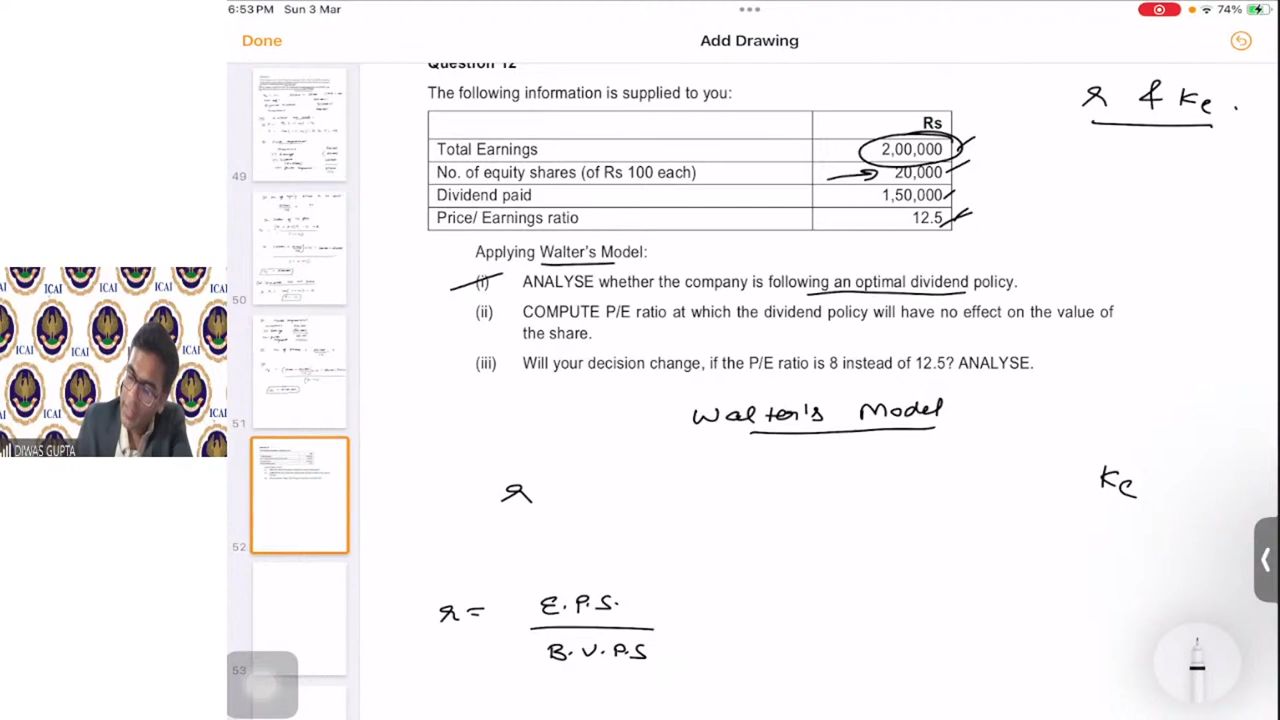 6:53 PM Sun 3 Mar
74%
Done
Add Drawing
Question 12
r & Ke .
The following information is supplied to you:
Rs
Total Earnings 2,00,000
No. of equity shares (of Rs 100 each) 20,000
Dividend paid 1,50,000
Price/ Earnings ratio 12.5
Applying Walter's Model:
(i) ANALYSE whether the company is following an optimal dividend policy.
(ii) COMPUTE P/E ratio at which the dividend policy will have no effect on the value of
the share.
(iii) Will your decision change, if the P/E ratio is 8 instead of 12.5? ANALYSE.
Walter's Model
r
Ke
r = E.P.S.
B.V.P.S
49
50
51
52
53
ICAI
DIWAS GUPTA